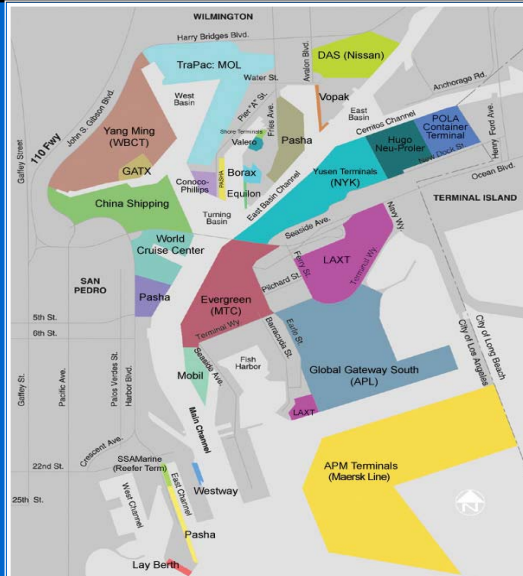 WILMINGTON
Harry Bridges Blvd.
DAS (Nissan)
TraPac: MOL
Avalon Blvd.
Water St.
Anchorage Rd.
Pier "A" St.
Fries Ave.
Vopak
West
Basin
East
Basin
Cerritos Channel
POLA
Container
Terminal
Henry Ford Ave.
John S. Gibson Blvd.
110 Fwy
Gaffey Street
Yang Ming
(WBCT)
Shore Terminals
Valero
Pasha
Hugo
Neu-Proler
New Dock St.
GATX
Conoco-
Phillips
PASHA
Borax
Equilon
Yusen Terminals
(NYK)
Ocean Blvd.
East Basin Channel
China Shipping
TERMINAL ISLAND
Turning
Basin
Seaside Ave.
Navy Wy.
World
Cruise Center
Ferry St.
LAXT
Terminal Wy.
SAN
PEDRO
Pilchard St.
Pasha
Evergreen
(MTC)
5th St.
6th St.
Terminal Wy.
Barracuda St.
Earle St.
City of Long Beach
City of Los Angeles
Gaffey St.
Pacific Ave.
Palos Verdes St.
Harbor Blvd.
Mobil
Seaside Ave.
Fish
Harbor
Global Gateway South
(APL)
Main Channel
LAXT
Crescent Ave.
SSAMarine
(Reefer Term)
22nd St.
25th St.
West Channel
East Channel
Westway
APM Terminals
(Maersk Line)
N
Pasha
Lay Berth